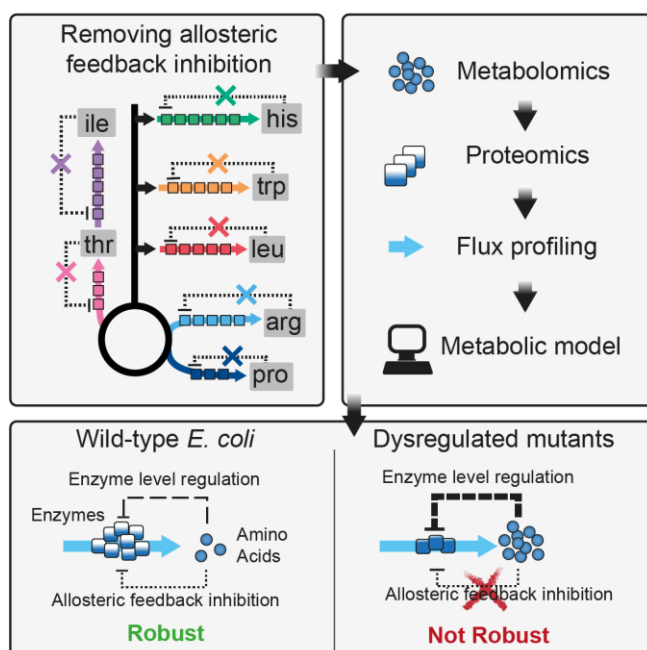 Removing allosteric
feedback inhibition
ile
his
trp
thr
leu
arg
pro
Metabolomics
Proteomics
Flux profiling
Metabolic model
Wild-type E. coli
Enzyme level regulation
Enzymes
Amino
Acids
Allosteric feedback inhibition
Robust
Dysregulated mutants
Enzyme level regulation
Allosteric feedback inhibition
Not Robust